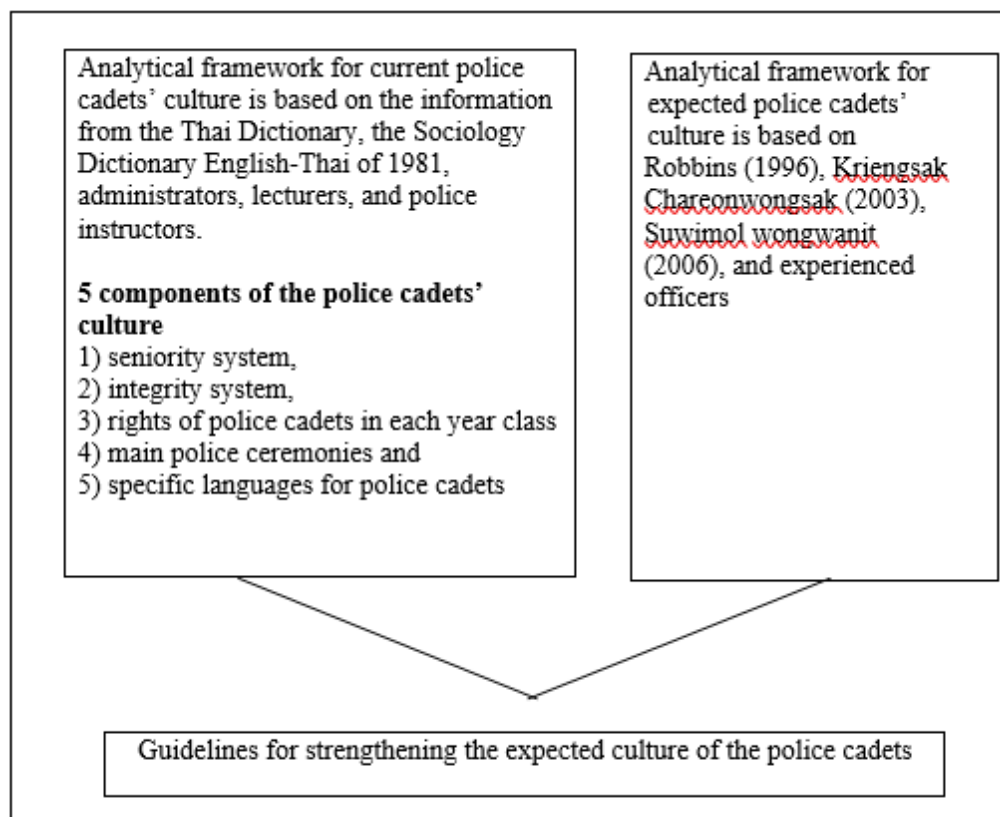 Analytical framework for current police
cadets’ culture is based on the information
from the Thai Dictionary, the Sociology
Dictionary English-Thai of 1981,
administrators, lecturers, and police
instructors.
5 components of the police cadets’
culture
1) seniority system,
2) integrity system,
3) rights of police cadets in each year class
4) main police ceremonies and
5) specific languages for police cadets
Analytical framework for
expected police cadets’
culture is based on
Robbins (1996), Kriengsak
Chareonwongsak (2003),
Suwimol wongwanit
(2006), and experienced
officers
Guidelines for strengthening the expected culture of the police cadets